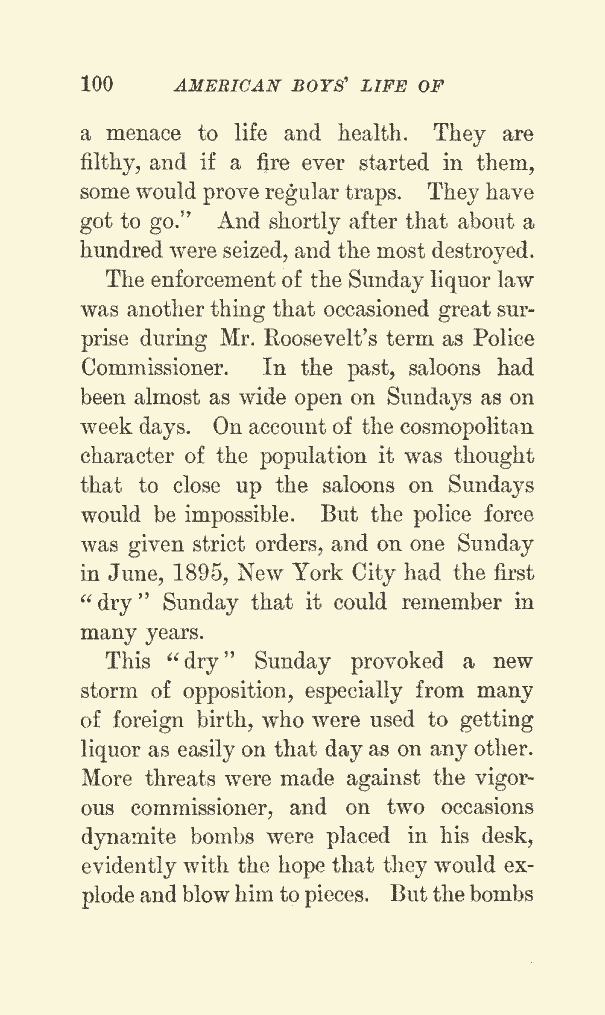 100 AMERICAN BOYS' LIFE OF
a menace to life and health. They are
filthy, and if a fire ever started in them,
some would prove regular traps. They have
got to go." And shortly after that about a
hundred were seized, and the most destroyed.
The enforcement of the Sunday liquor law
was another thing that occasioned great sur-
prise during Mr. Roosevelt's term as Police
Commissioner. In the past, saloons had
been almost as wide open on Sundays as on
week days. On account of the cosmopolitan
character of the population it was thought
that to close up the saloons on Sundays
would be impossible. But the police force
was given strict orders, and on one Sunday
in June, 1895, New York City had the first
"dry" Sunday that it could remember in
many years.
This "dry" Sunday provoked a new
storm of opposition, especially from many
of foreign birth, who were used to getting
liquor as easily on that day as on any other.
More threats were made against the vigor-
ous commissioner, and on two occasions
dynamite bombs were placed in his desk,
evidently with the hope that they would ex-
plode and blow him to pieces. But the bombs